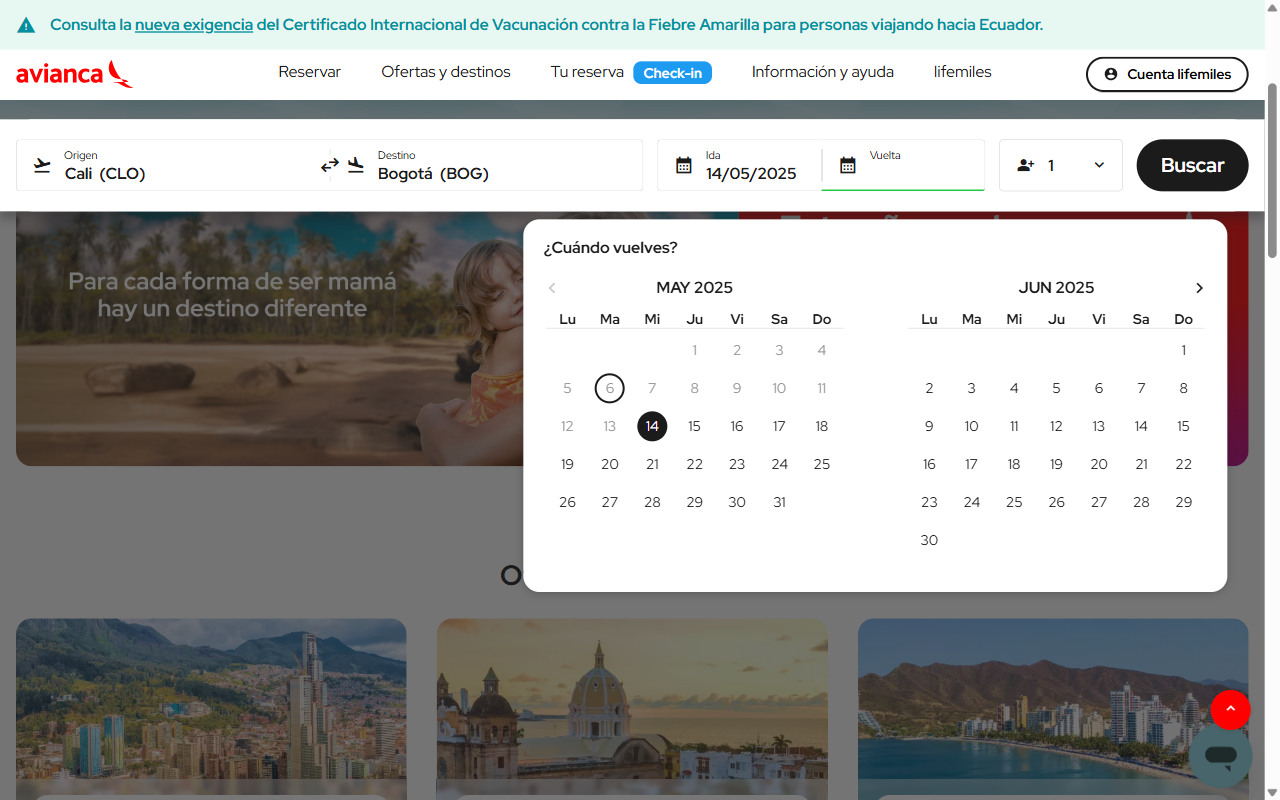 Consulta la nueva exigencia del Certificado Internacional de Vacunación contra la Fiebre Amarilla para personas viajando hacia Ecuador.
avianca
Reservar Ofertas y destinos Tu reserva Check-in Información y ayuda lifemiles Cuenta lifemiles
Origen
Cali (CLO)
Destino
Bogotá (BOG)
Ida
14/05/2025
Vuelta
1
Buscar
Para cada forma de ser mamá
hay un destino diferente
¿Cuándo vuelves?
MAY 2025
Lu Ma Mi Ju Vi Sa Do
1 2 3 4
5 6 7 8 9 10 11
12 13 14 15 16 17 18
19 20 21 22 23 24 25
26 27 28 29 30 31
JUN 2025
Lu Ma Mi Ju Vi Sa Do
1
2 3 4 5 6 7 8
9 10 11 12 13 14 15
16 17 18 19 20 21 22
23 24 25 26 27 28 29
30